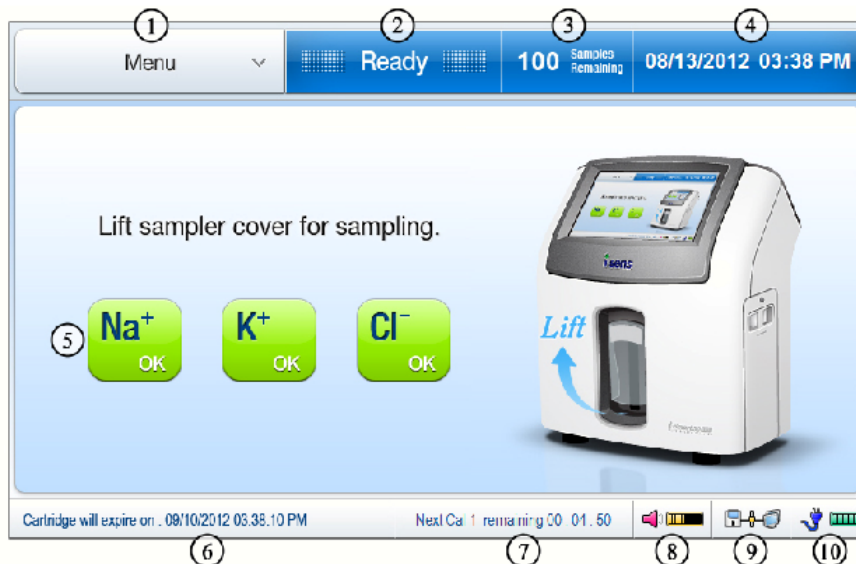 ① ② ③ ④
Menu
Ready
100 Samples Remaining
08/13/2012 03:38 PM
Lift sampler cover for sampling.
⑤
Na⁺ OK
K⁺ OK
Cl⁻ OK
i-sens
Lift
Cartridge will expire on . 09/10/2012 03.38.10 PM
Next Cal 1 remaining 00 04 . 50
⑥ ⑦ ⑧ ⑨ ⑩